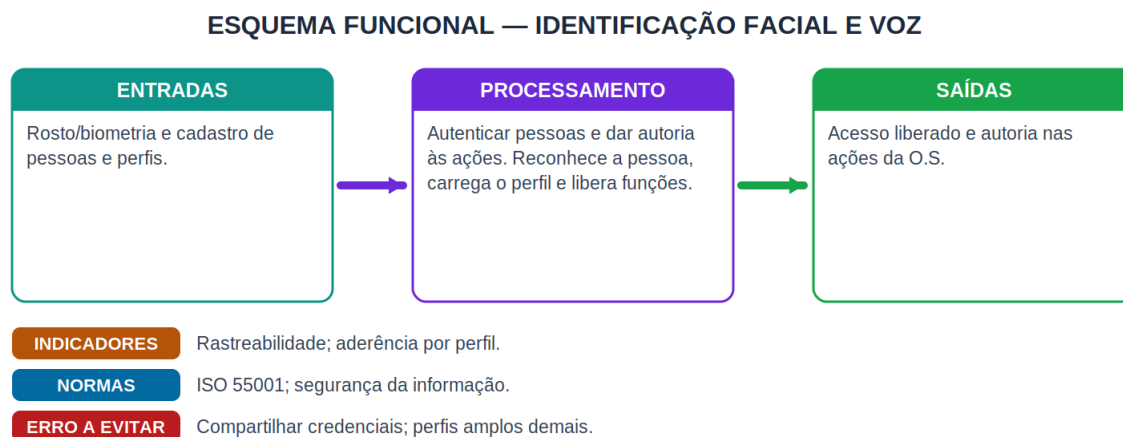 ESQUEMA FUNCIONAL — IDENTIFICAÇÃO FACIAL E VOZ
ENTRADAS
Rosto/biometria e cadastro de
pessoas e perfis.
PROCESSAMENTO
Autenticar pessoas e dar autoria
às ações. Reconhece a pessoa,
carrega o perfil e libera funções.
SAÍDAS
Acesso liberado e autoria nas
ações da O.S.
INDICADORES
Rastreabilidade; aderência por perfil.
NORMAS
ISO 55001; segurança da informação.
ERRO A EVITAR
Compartilhar credenciais; perfis amplos demais.